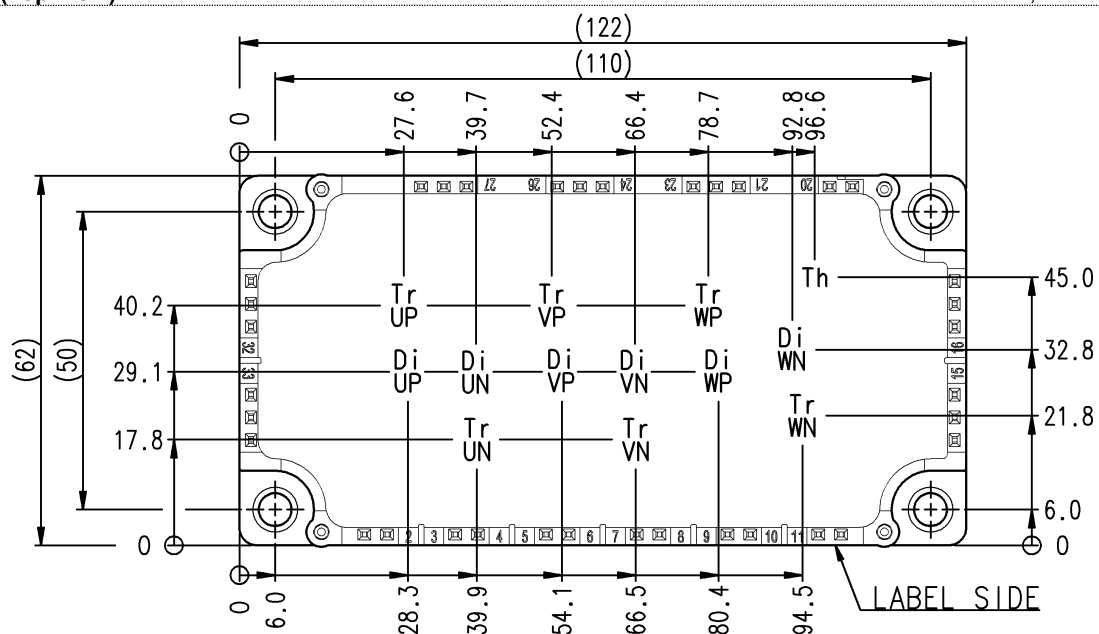 (122)
(110)
0 27.6 39.7 52.4 66.4 78.7 92.8 96.6
27 26 24 23 21 20
Th 45.0
40.2 Tr UP Tr VP Tr WP
(62) (50) 32 Di WN 16 32.8
29.1 33 Di UP Di UN Di VP Di VN Di WP 15
Tr WN 21.8
17.8 Tr UN Tr VN
6.0
0 2 3 4 5 6 7 8 9 10 11 0
0 6.0 28.3 39.9 54.1 66.5 80.4 94.5
LABEL SIDE